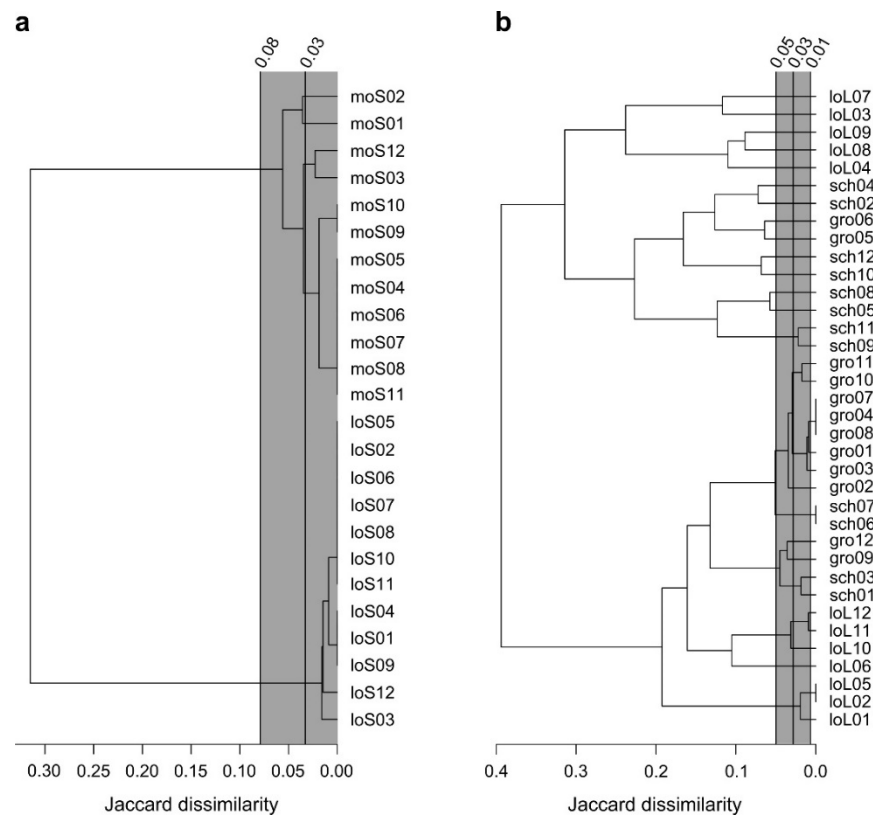 a
0.08
0.03
moS02
moS01
moS12
moS03
moS10
moS09
moS05
moS04
moS06
moS07
moS08
moS11
loS05
loS02
loS06
loS07
loS08
loS10
loS11
loS04
loS01
loS09
loS12
loS03
0.30 0.25 0.20 0.15 0.10 0.05 0.00
Jaccard dissimilarity
b
0.05
0.03
0.01
loL07
loL03
loL09
loL08
loL04
sch04
sch02
gro06
gro05
sch12
sch10
sch08
sch05
sch11
sch09
gro11
gro10
gro07
gro04
gro08
gro01
gro03
gro02
sch07
sch06
gro12
gro09
sch03
sch01
loL12
loL11
loL10
loL06
loL05
loL02
loL01
0.4 0.3 0.2 0.1 0.0
Jaccard dissimilarity